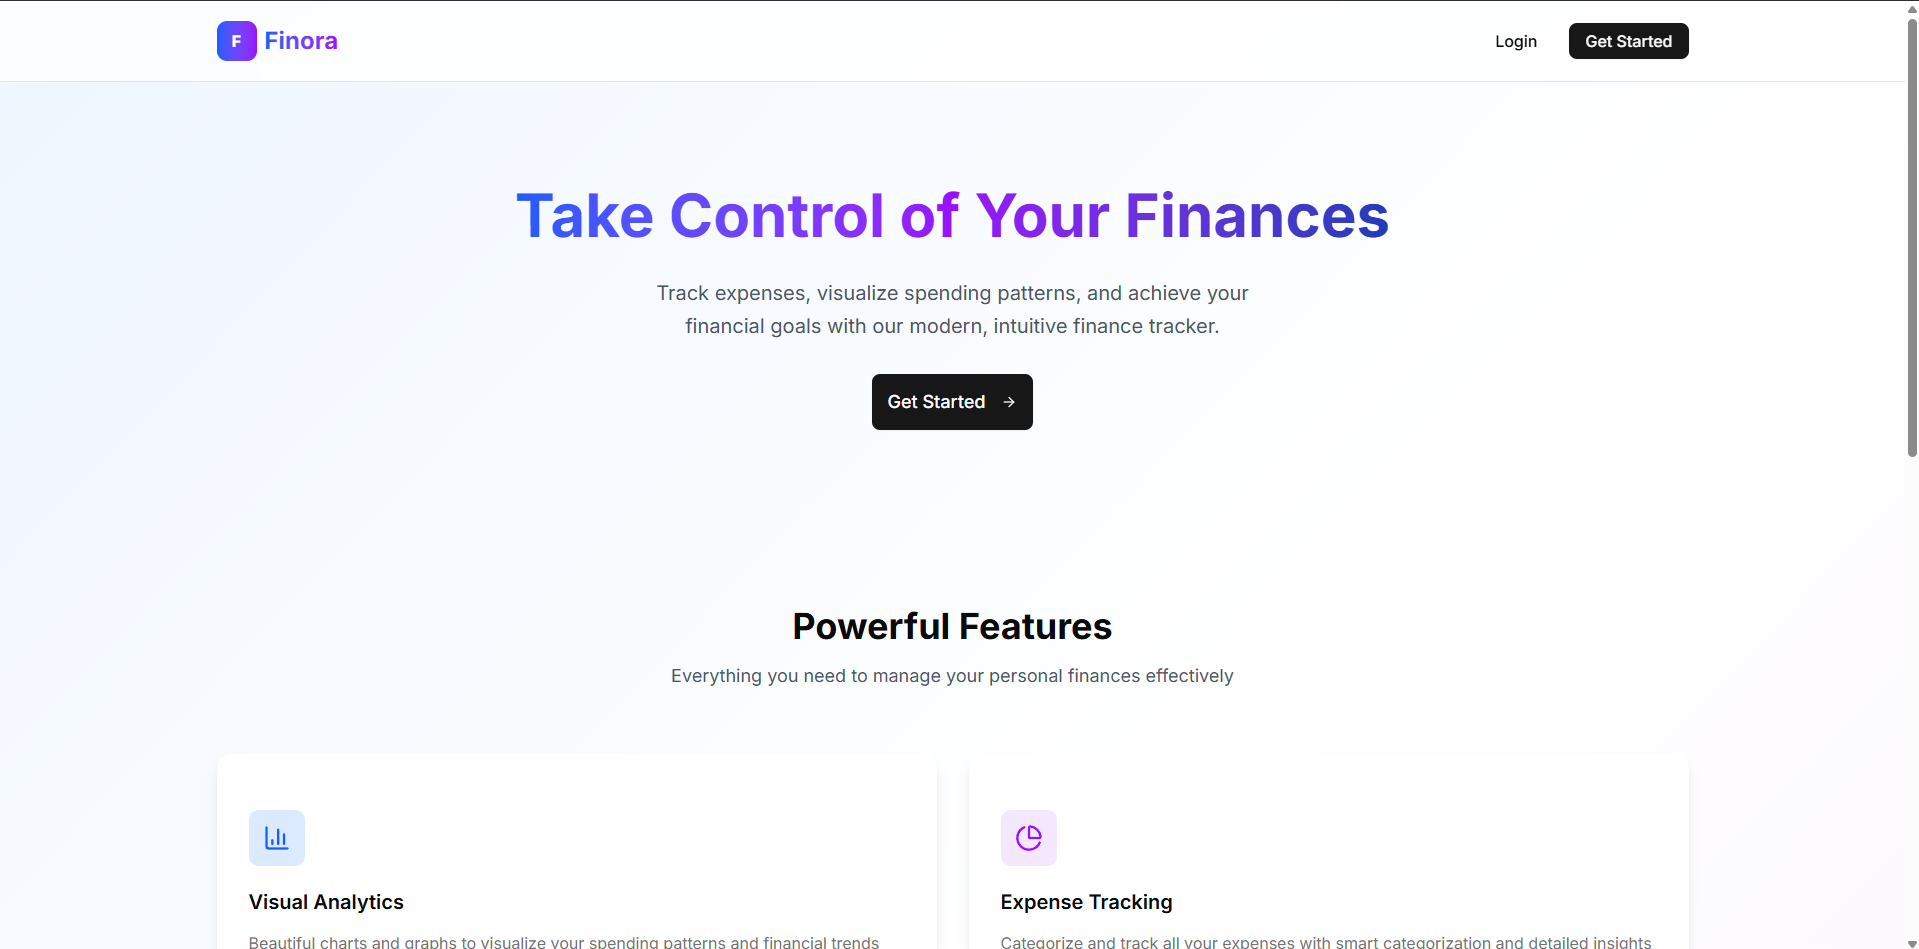 F Finora
Login
Get Started
Take Control of Your Finances
Track expenses, visualize spending patterns, and achieve your
financial goals with our modern, intuitive finance tracker.
Get Started →
Powerful Features
Everything you need to manage your personal finances effectively
Visual Analytics
Beautiful charts and graphs to visualize your spending patterns and financial trends
Expense Tracking
Categorize and track all your expenses with smart categorization and detailed insights